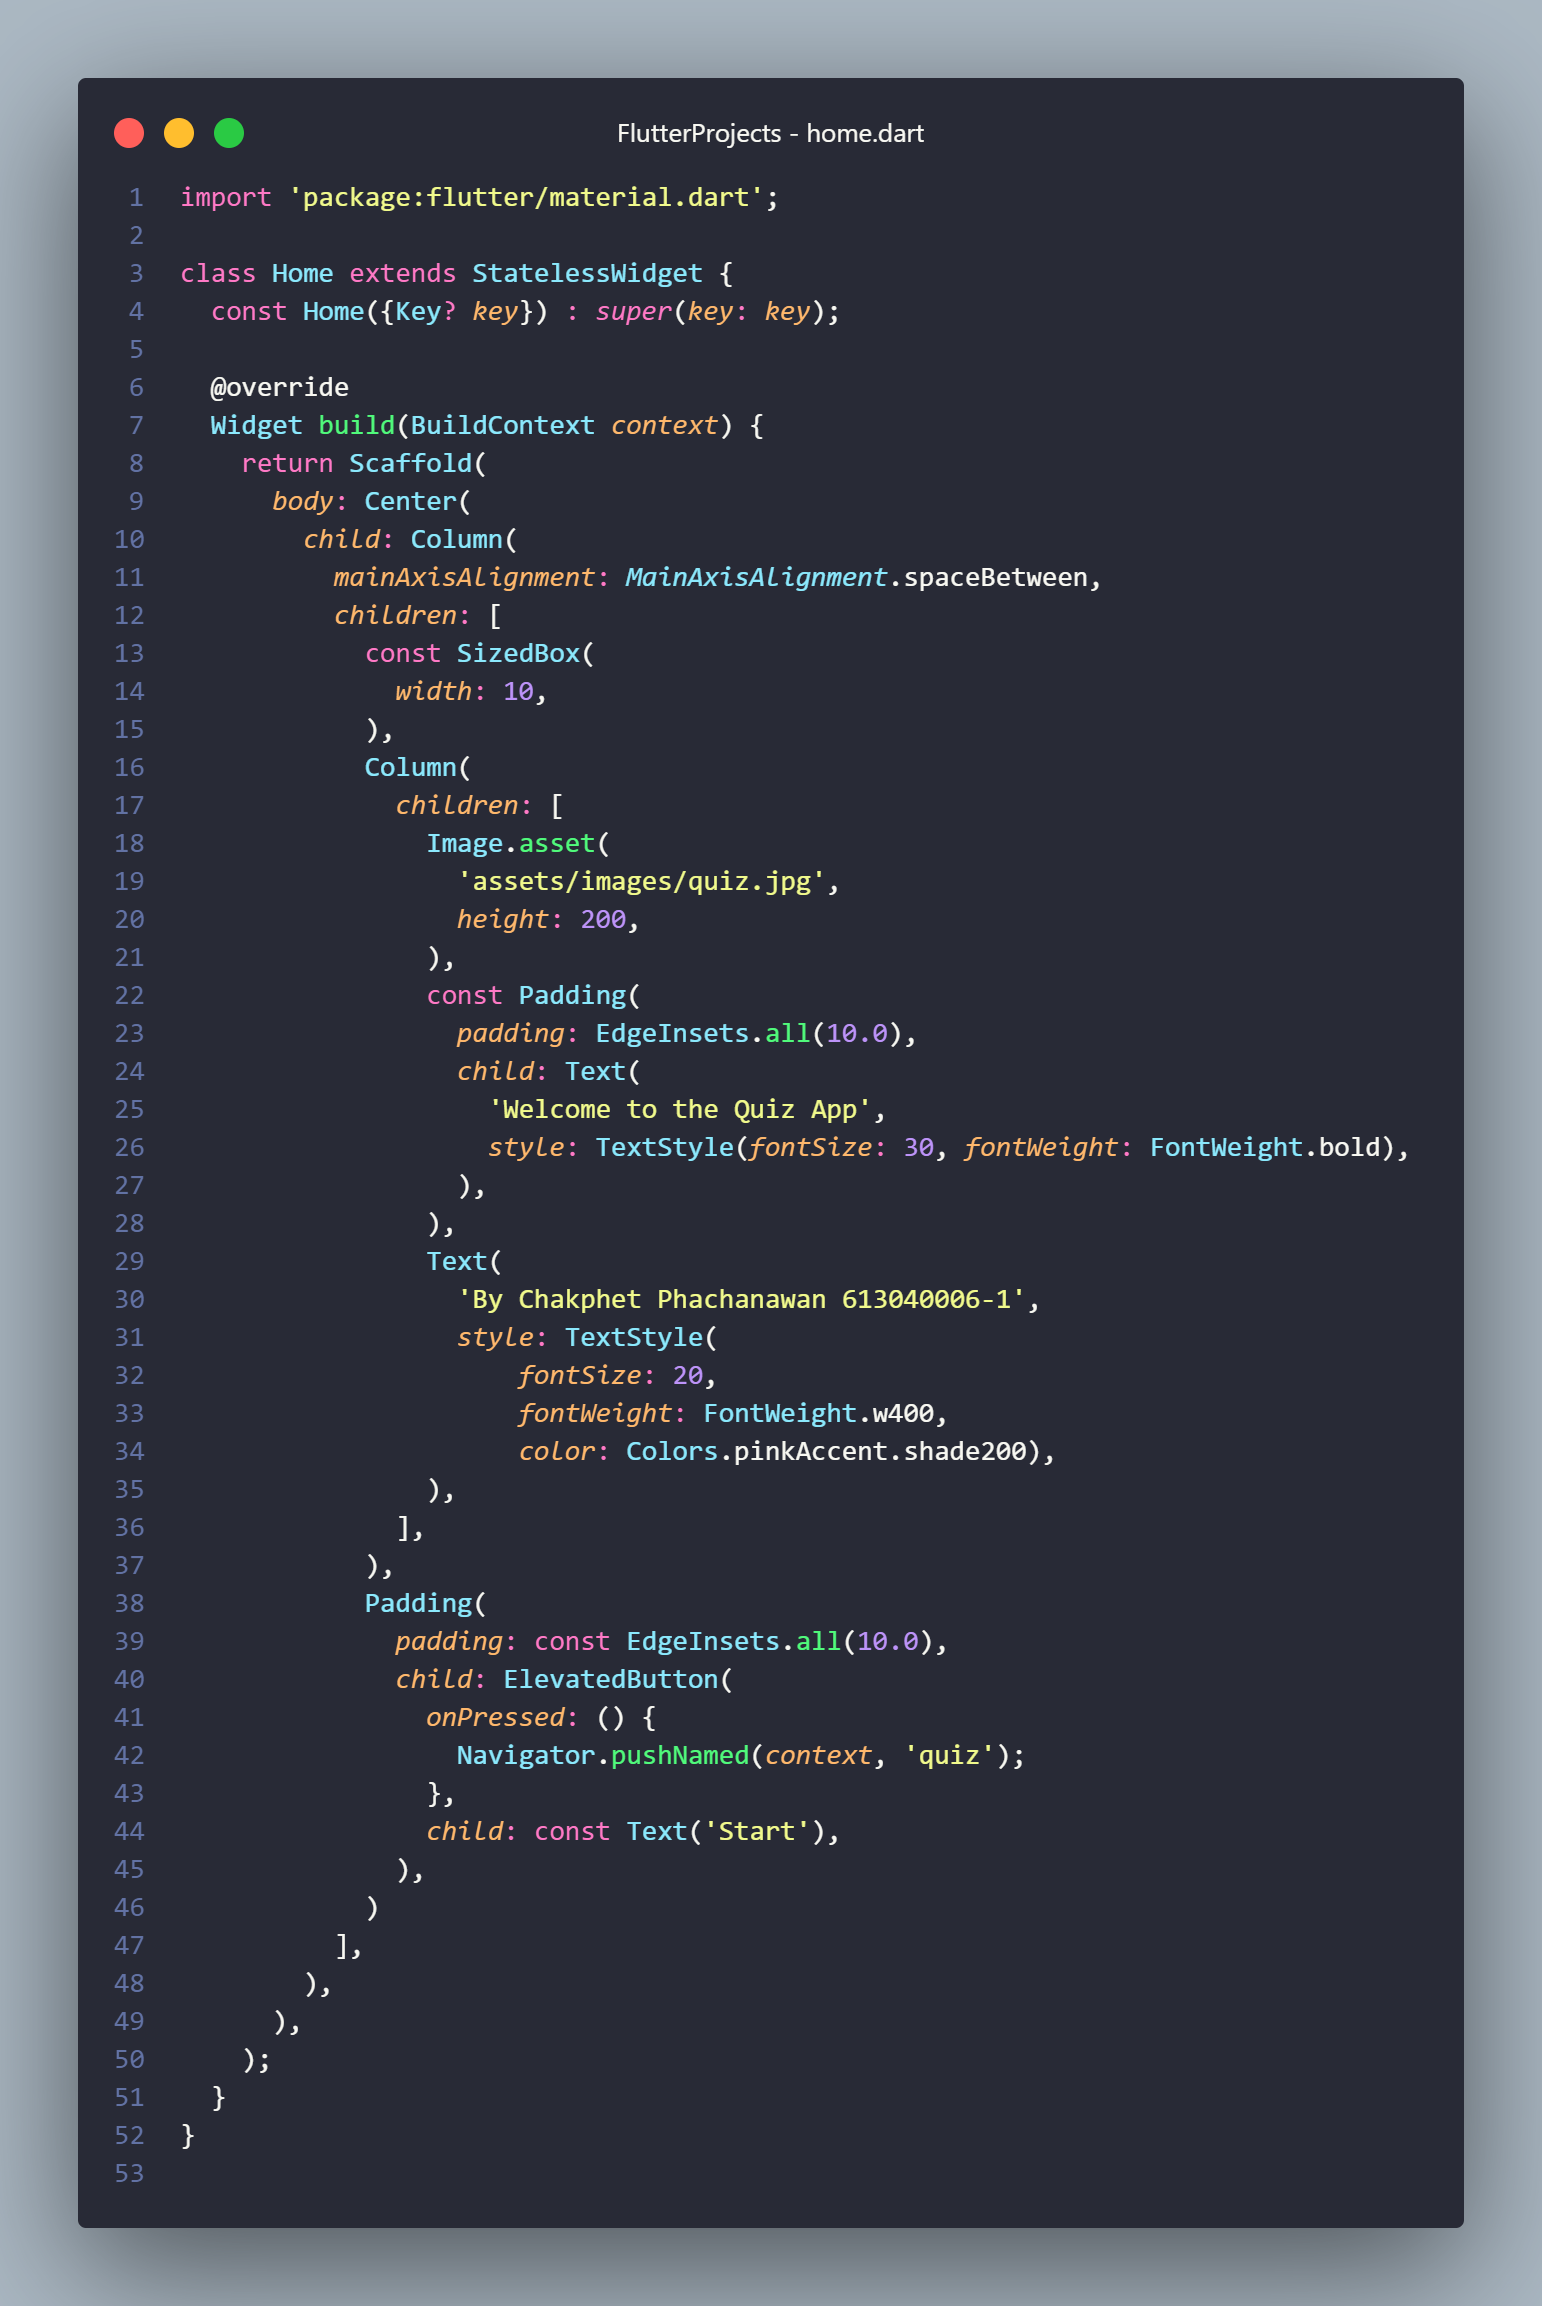 FlutterProjects - home.dart
1 import 'package:flutter/material.dart';
2
3 class Home extends StatelessWidget {
4   const Home({Key? key}) : super(key: key);
5
6   @override
7   Widget build(BuildContext context) {
8     return Scaffold(
9       body: Center(
10         child: Column(
11           mainAxisAlignment: MainAxisAlignment.spaceBetween,
12           children: [
13             const SizedBox(
14               width: 10,
15             ),
16             Column(
17               children: [
18                 Image.asset(
19                   'assets/images/quiz.jpg',
20                   height: 200,
21                 ),
22                 const Padding(
23                   padding: EdgeInsets.all(10.0),
24                   child: Text(
25                     'Welcome to the Quiz App',
26                     style: TextStyle(fontSize: 30, fontWeight: FontWeight.bold),
27                   ),
28                 ),
29                 Text(
30                   'By Chakphet Phachanawan 613040006-1',
31                   style: TextStyle(
32                       fontSize: 20,
33                       fontWeight: FontWeight.w400,
34                       color: Colors.pinkAccent.shade200),
35                 ),
36               ],
37             ),
38             Padding(
39               padding: const EdgeInsets.all(10.0),
40               child: ElevatedButton(
41                 onPressed: () {
42                   Navigator.pushNamed(context, 'quiz');
43                 },
44                 child: const Text('Start'),
45               ),
46             )
47           ],
48         ),
49       ),
50     );
51   }
52 }
53